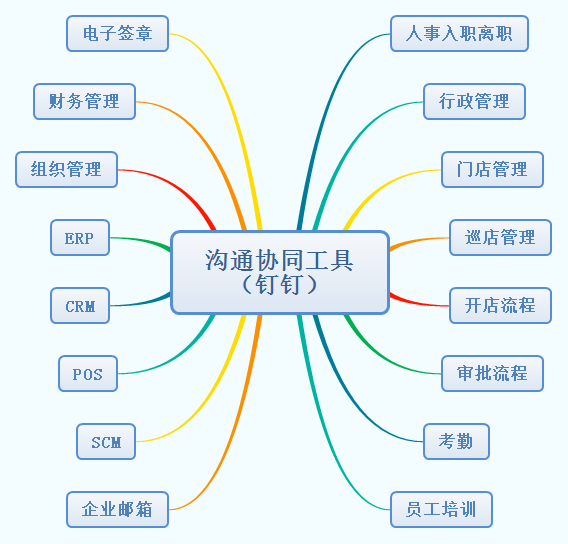 电子签章
人事入职离职
财务管理
行政管理
组织管理
门店管理
ERP
巡店管理
沟通协同工具
（钉钉）
CRM
开店流程
POS
审批流程
SCM
考勤
企业邮箱
员工培训